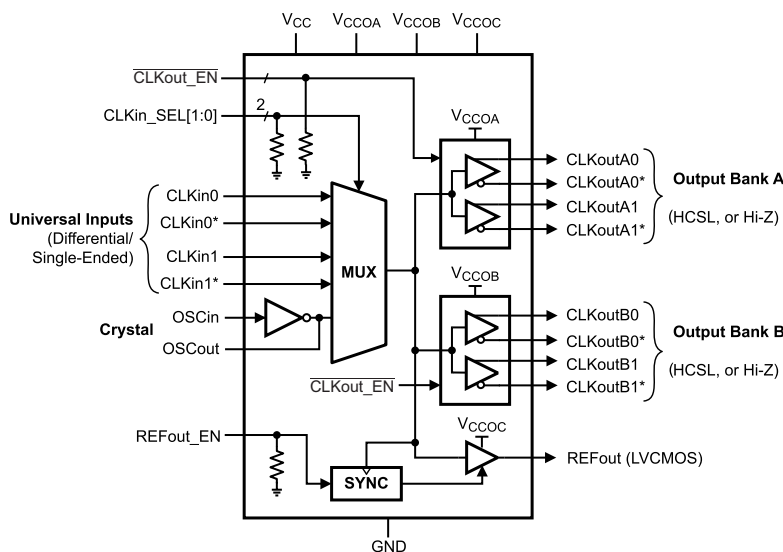 VCC
VCCOA
VCCOB
VCCOC
CLKout_EN
CLKin_SEL[1:0]
2
VCCOA
CLKoutA0
CLKoutA0*
CLKoutA1
CLKoutA1*
Output Bank A
(HCSL, or Hi-Z)
Universal Inputs
(Differential/
Single-Ended)
CLKin0
CLKin0*
CLKin1
CLKin1*
MUX
Crystal
OSCin
OSCout
VCCOB
CLKoutB0
CLKoutB0*
CLKoutB1
CLKoutB1*
Output Bank B
(HCSL, or Hi-Z)
CLKout_EN
REFout_EN
SYNC
VCCOC
REFout (LVCMOS)
GND